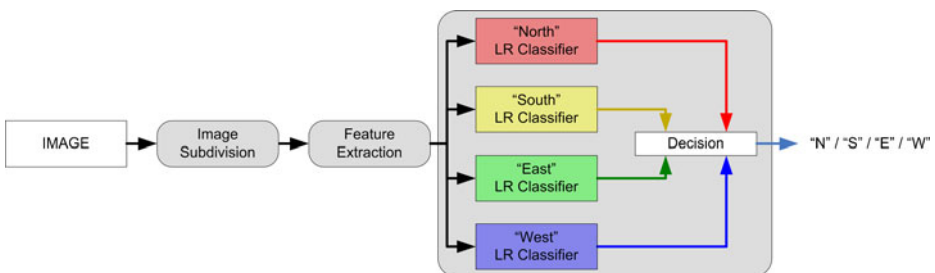 IMAGE
Image
Subdivision
Feature
Extraction
“North”
LR Classifier
“South”
LR Classifier
“East”
LR Classifier
“West”
LR Classifier
Decision
“N” / “S” / “E” / “W”